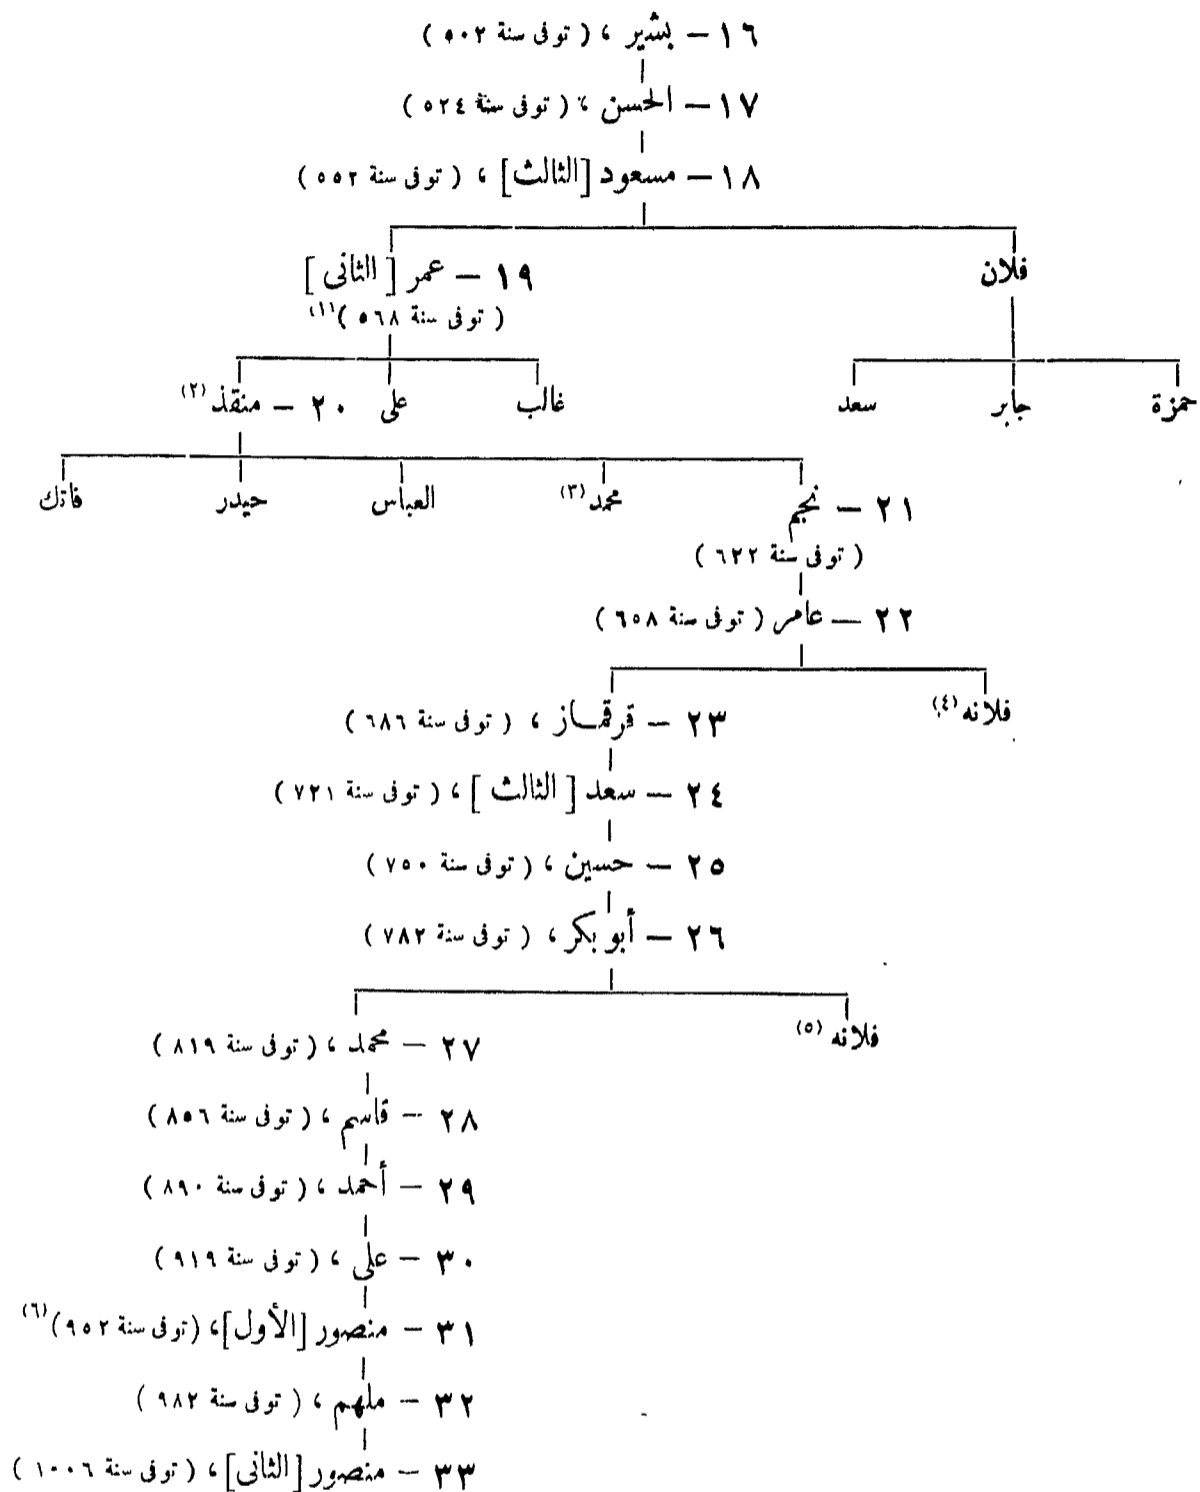 ١٦ — بشير ، ( توفى سنة ٥٠٢ )
١٧ — الحسن ، ( توفى سنة ٥٢٤ )
١٨ — مسعود [ الثالث ] ، ( توفى سنة ٥٥٢ )
فلان ١٩ — عمر [ الثانى ]
( توفى سنة ٥٦٨ )(١)
حمزة جابر سعد غالب على ٢٠ — منقذ (٢)
٢١ — نجم محمد (٣) العباس حيدر فاتك
( توفى سنة ٦٢٢ )
٢٢ — عامر ( توفى سنة ٦٥٨ )
فلانه (٤)
٢٣ — قرقماز ، ( توفى سنة ٦٨٦ )
٢٤ — سعد [ الثالث ] ، ( توفى سنة ٧٢١ )
٢٥ — حسين ، ( توفى سنة ٧٥٠ )
٢٦ — أبو بكر ، ( توفى سنة ٧٨٢ )
فلانه (٥)
٢٧ — محمد ، ( توفى سنة ٨١٩ )
٢٨ — قاسم ، ( توفى سنة ٨٥٦ )
٢٩ — أحمد ، ( توفى سنة ٨٩٠ )
٣٠ — على ، ( توفى سنة ٩١٩ )
٣١ — منصور [ الأول ] ، ( توفى سنة ٩٥٢ )(٦)
٣٢ — ملهم ، ( توفى سنة ٩٨٢ )
٣٣ — منصور [ الثانى ] ، ( توفى سنة ١٠٠٦ )